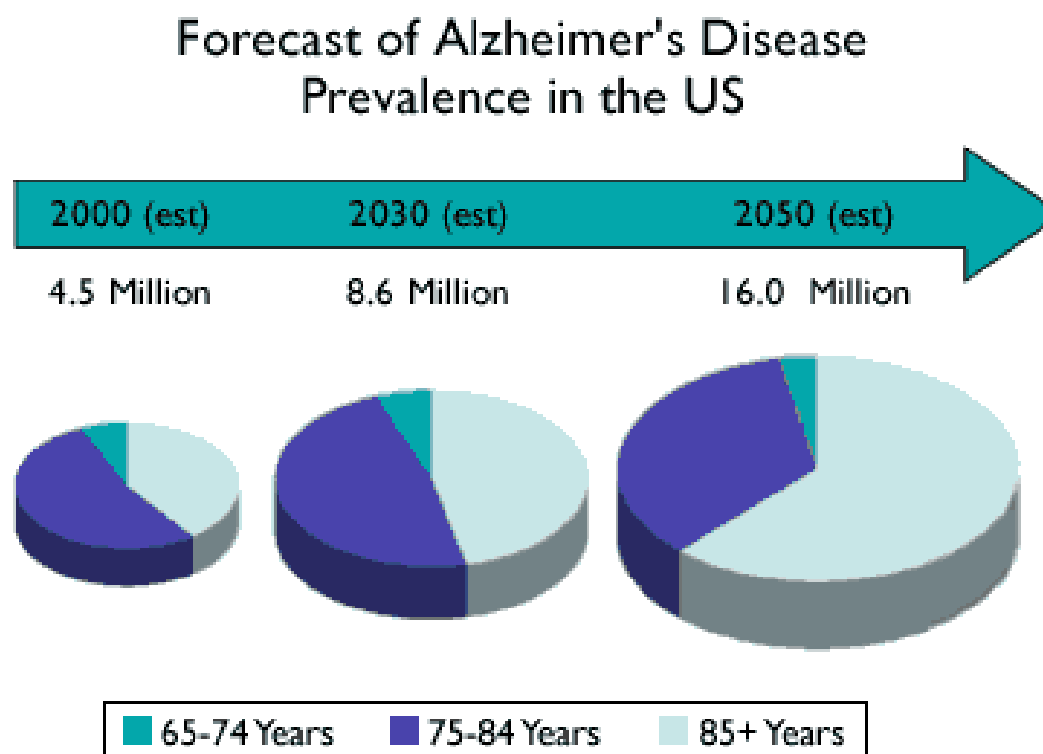 Forecast of Alzheimer's Disease
Prevalence in the US
2000 (est) 2030 (est) 2050 (est)
4.5 Million 8.6 Million 16.0 Million
65-74 Years 75-84 Years 85+ Years